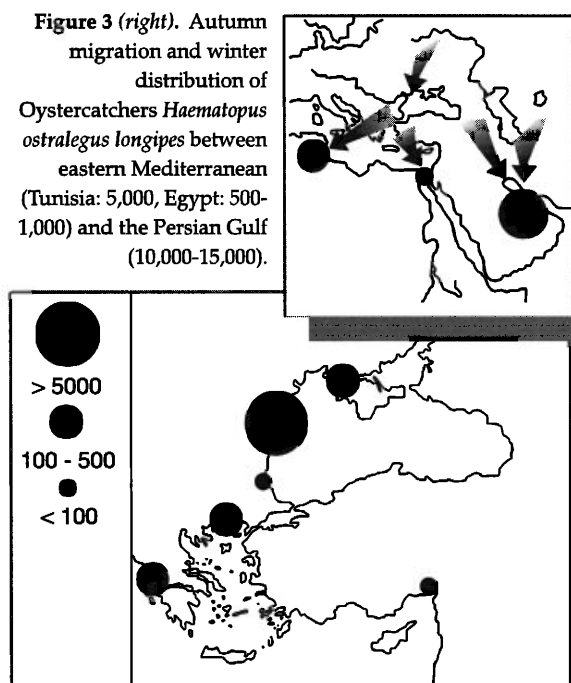 Figure 3 (right). Autumn
migration and winter
distribution of
Oystercatchers Haematopus
ostralegus longipes between
eastern Mediterranean
(Tunisia: 5,000, Egypt: 500-
1,000) and the Persian Gulf
(10,000-15,000).
> 5000
100 - 500
< 100